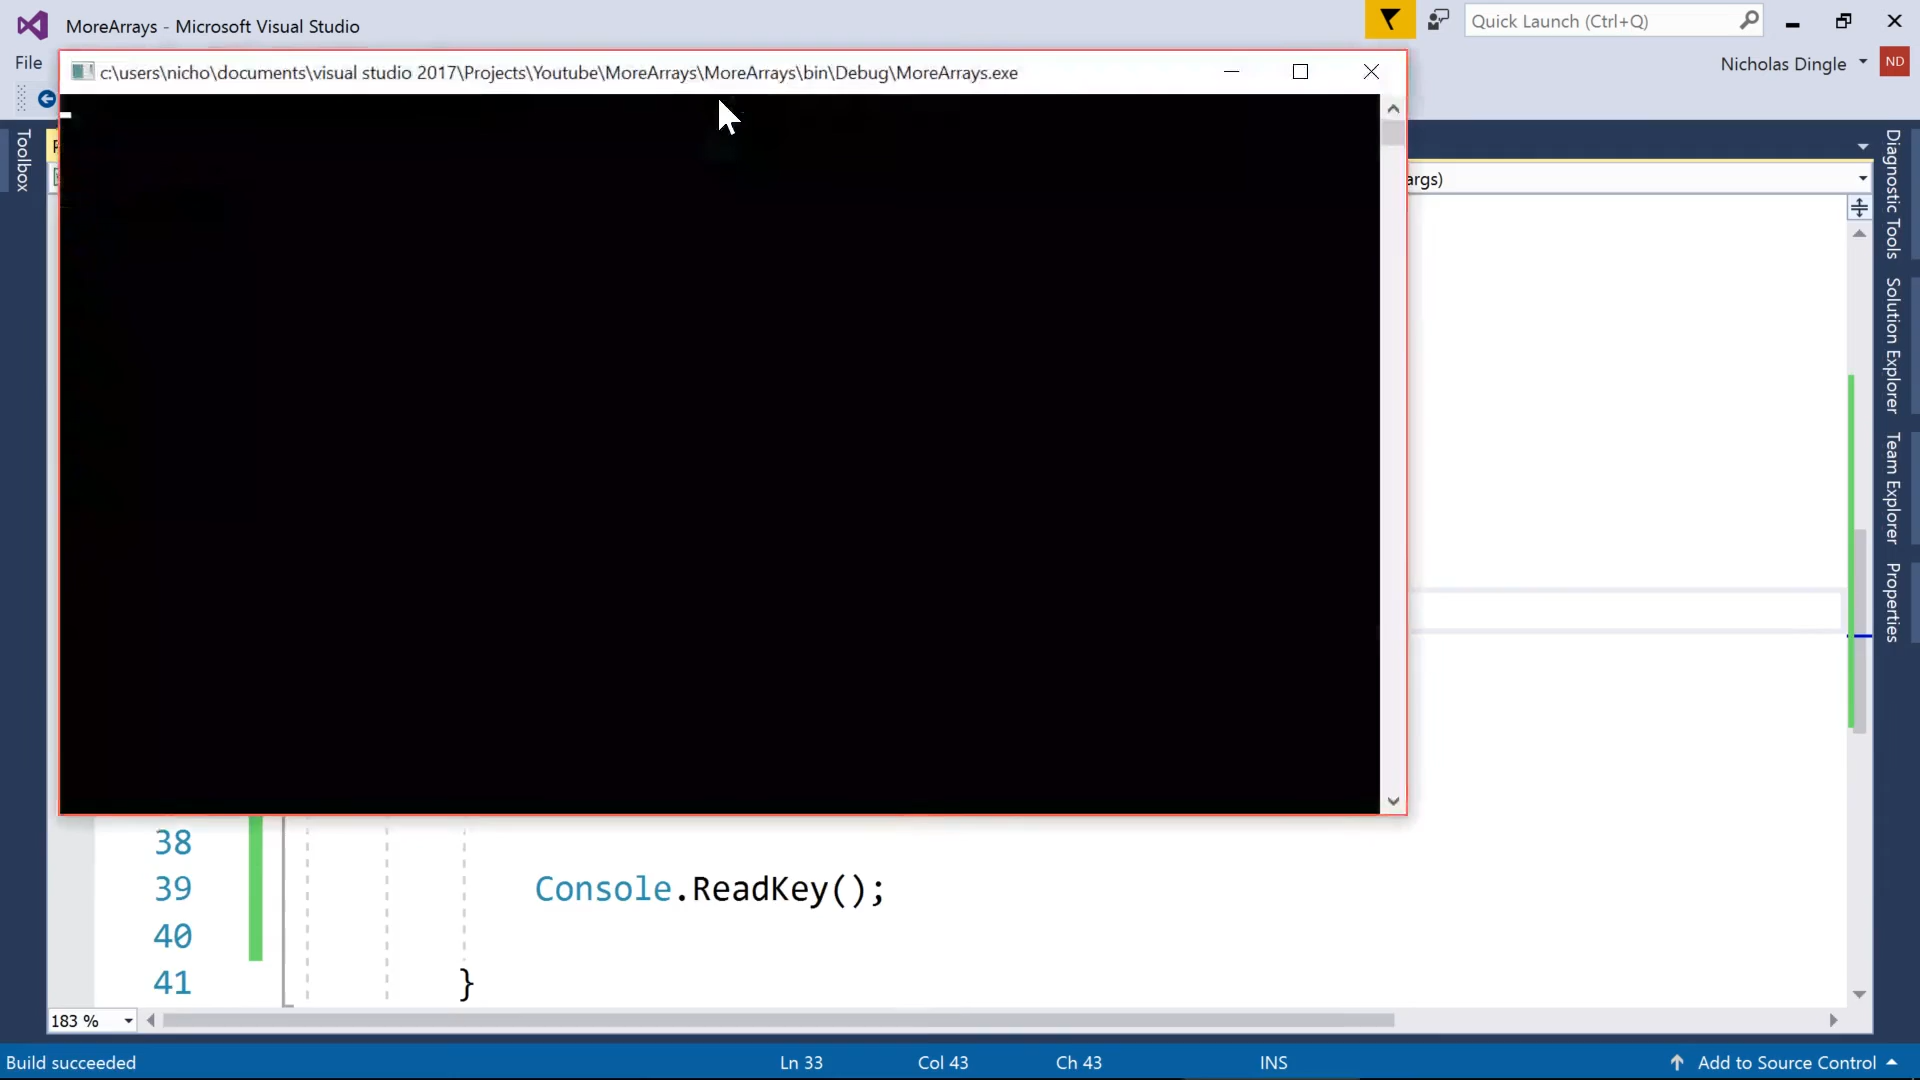 MoreArrays - Microsoft Visual Studio
Quick Launch (Ctrl+Q)
File
Nicholas Dingle
ND
c:\users\nicho\documents\visual studio 2017\Projects\Youtube\MoreArrays\MoreArrays\bin\Debug\MoreArrays.exe
Toolbox
args)
Diagnostic Tools
Solution Explorer
Team Explorer
Properties
38
39 Console.ReadKey();
40
41 }
183 %
Build succeeded
Ln 33
Col 43
Ch 43
INS
Add to Source Control